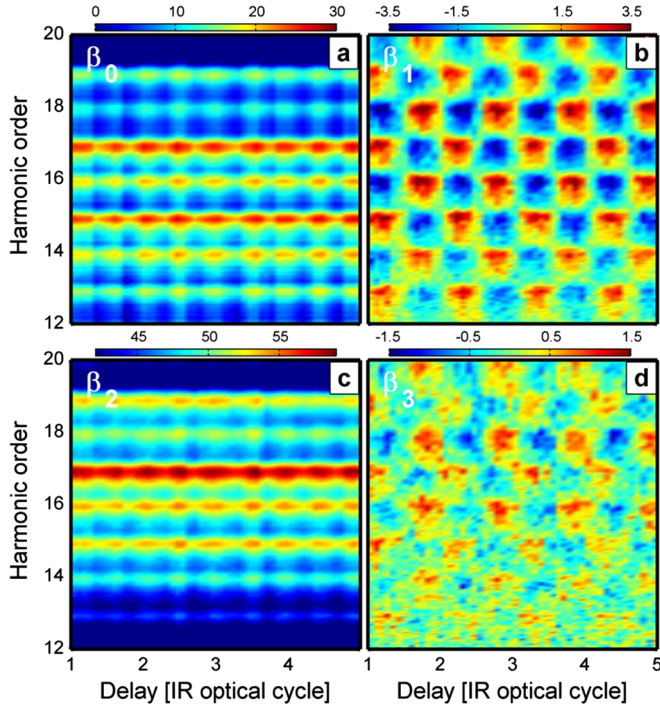 0 10 20 30
-3.5 -1.5 1.5 3.5
20
18
16
14
12
Harmonic order
β0
a
β1
b
45 50 55
-1.5 -0.5 0.5 1.5
20
18
16
14
12
Harmonic order
β2
c
β3
d
1 2 3 4
1 2 3 4 5
Delay [IR optical cycle]
Delay [IR optical cycle]